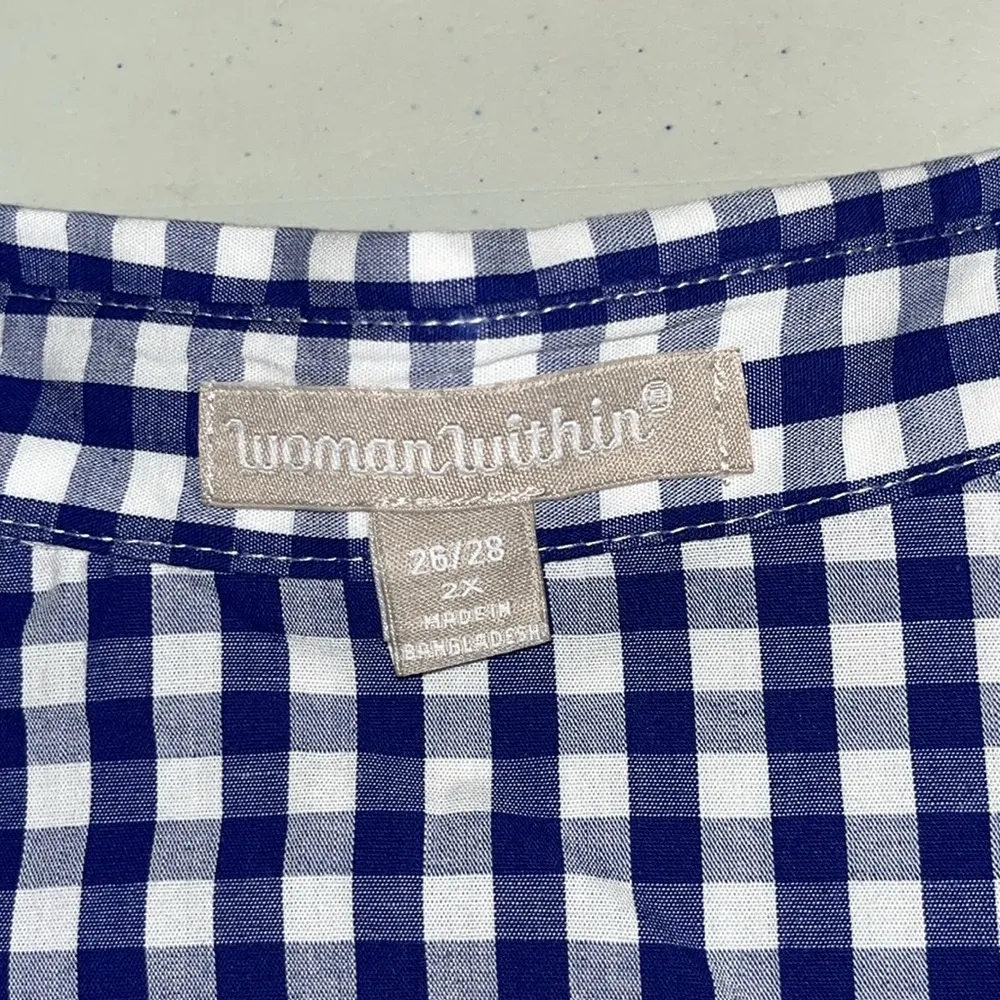 woman within®
26/28
2X
MADE IN
BANGLADESH